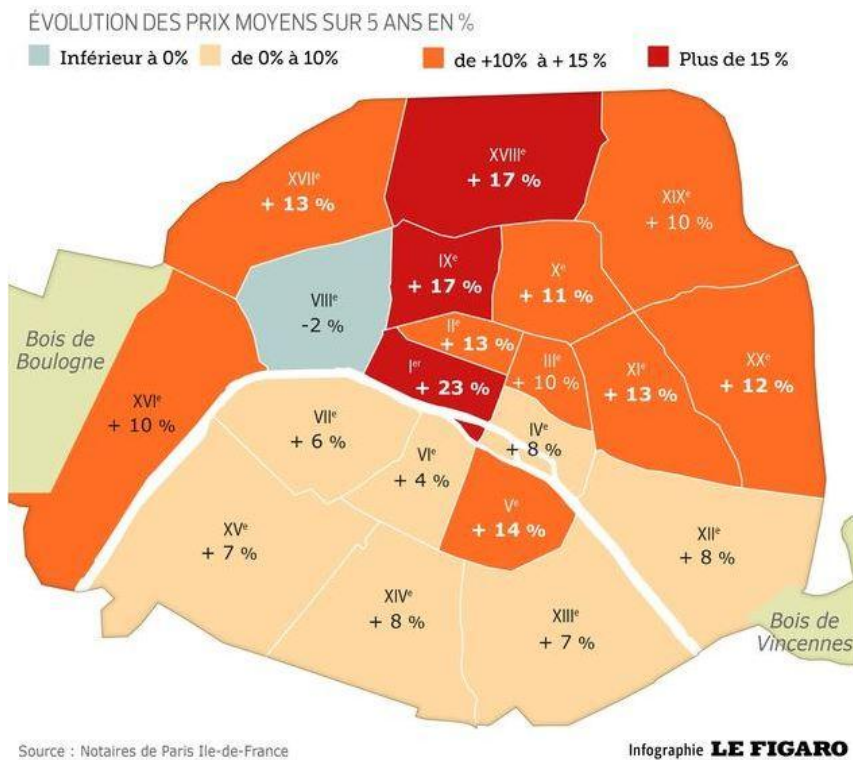 ÉVOLUTION DES PRIX MOYENS SUR 5 ANS EN %
Inférieur à 0% de 0% à 10% de +10% à + 15 % Plus de 15 %
XVIIIᵉ
+ 17 %
XVIIᵉ
+ 13 %
XIXᵉ
+ 10 %
IXᵉ
+ 17 %
Xᵉ
+ 11 %
VIIIᵉ
-2 %
IIᵉ
+ 13 %
Bois de
Boulogne
Iᵉʳ
+ 23 %
IIIᵉ
+ 10 %
XIᵉ
+ 13 %
XXᵉ
+ 12 %
XVIᵉ
+ 10 %
VIIᵉ
+ 6 %
IVᵉ
+ 8 %
VIᵉ
+ 4 %
Vᵉ
+ 14 %
XVᵉ
+ 7 %
XIIᵉ
+ 8 %
XIVᵉ
+ 8 %
XIIIᵉ
+ 7 %
Bois de
Vincennes
Source : Notaires de Paris Ile-de-France
Infographie LE FIGARO